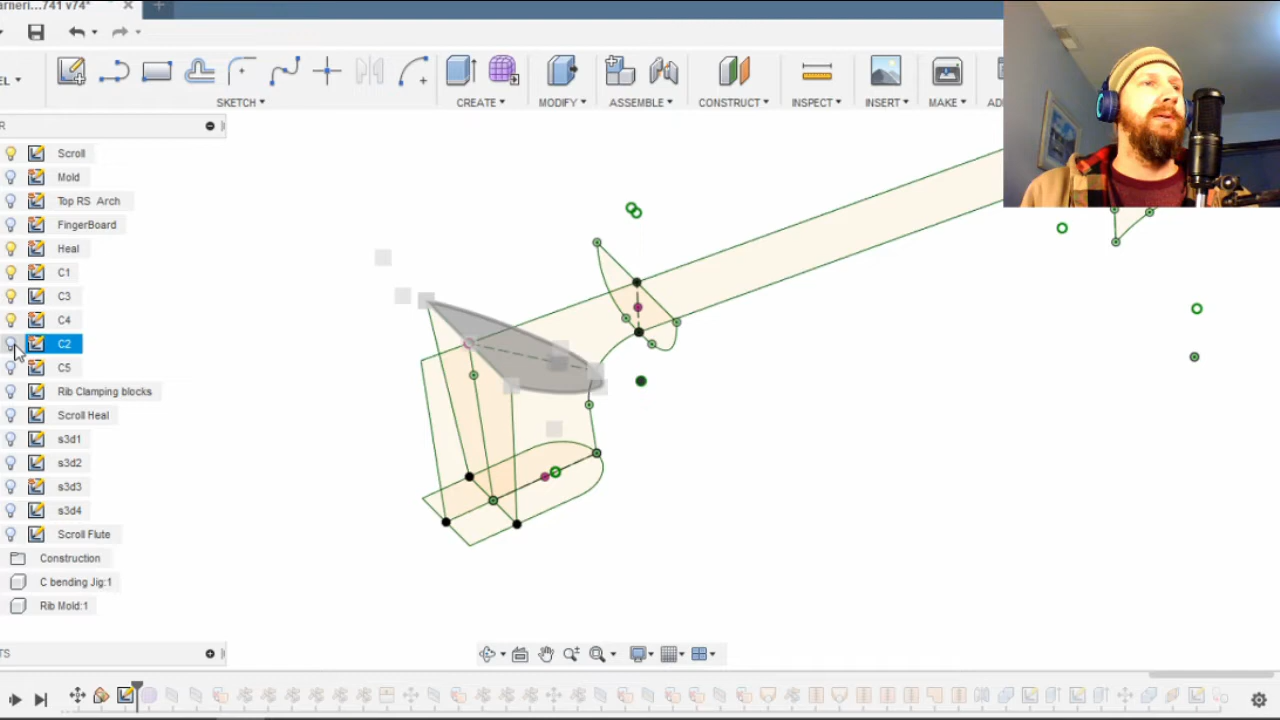 741 v74*
SKETCH
CREATE
MODIFY
ASSEMBLE
CONSTRUCT
INSPECT
INSERT
MAKE
Scroll
Mold
Top RS Arch
FingerBoard
Heal
C1
C3
C4
C2
C5
Rib Clamping blocks
Scroll Heal
s3d1
s3d2
s3d3
s3d4
Scroll Flute
Construction
C bending Jig:1
Rib Mold:1